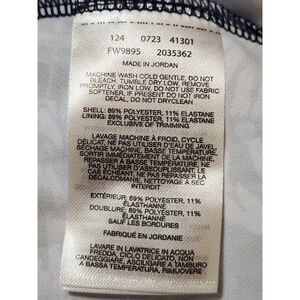 124 0723 41301
FW9895 2035362
MADE IN JORDAN
MACHINE WASH COLD GENTLE, DO NOT
BLEACH, TUMBLE DRY LOW, REMOVE
PROMPTLY, IRON LOW, DO NOT USE FABRIC
SOFTENER, IF PRESENT DO NOT IRON
DECAL, DO NOT DRYCLEAN
SHELL: 89% POLYESTER, 11% ELASTANE
LINING: 89% POLYESTER, 11% ELASTANE
EXCLUSIVE OF TRIMMING
LAVAGE MACHINE À FROID, CYCLE
DÉLICAT, NE PAS UTILISER D'EAU DE JAVEL,
SÉCHAGE MÉCANIQUE, BASSE TEMPÉRATURE,
SORTIR IMMÉDIATEMENT DE LA MACHINE,
REPASSER À BASSE TEMPÉRATURE, NE
PAS UTILISER D'ASSOUPLISSANT, LE
CAS ÉCHÉANT, NE PAS REPASSER LA
DÉCALCOMANIE, NETTOYAGE À SEC
INTERDIT
EXTÉRIEUR: 89% POLYESTER, 11%
ÉLASTHANNE
DOUBLURE: 89% POLYESTER, 11%
ÉLASTHANNE
SAUF LES BORDURES
FABRIQUÉ EN JORDANIE
LAVARE IN LAVATRICE IN ACQUA
FREDDA, CICLO DELICATO, NON
CANDEGGIARE, ASCIUGARE A TAMBURO
A BASSA TEMPERATURA, RIMUOVERE